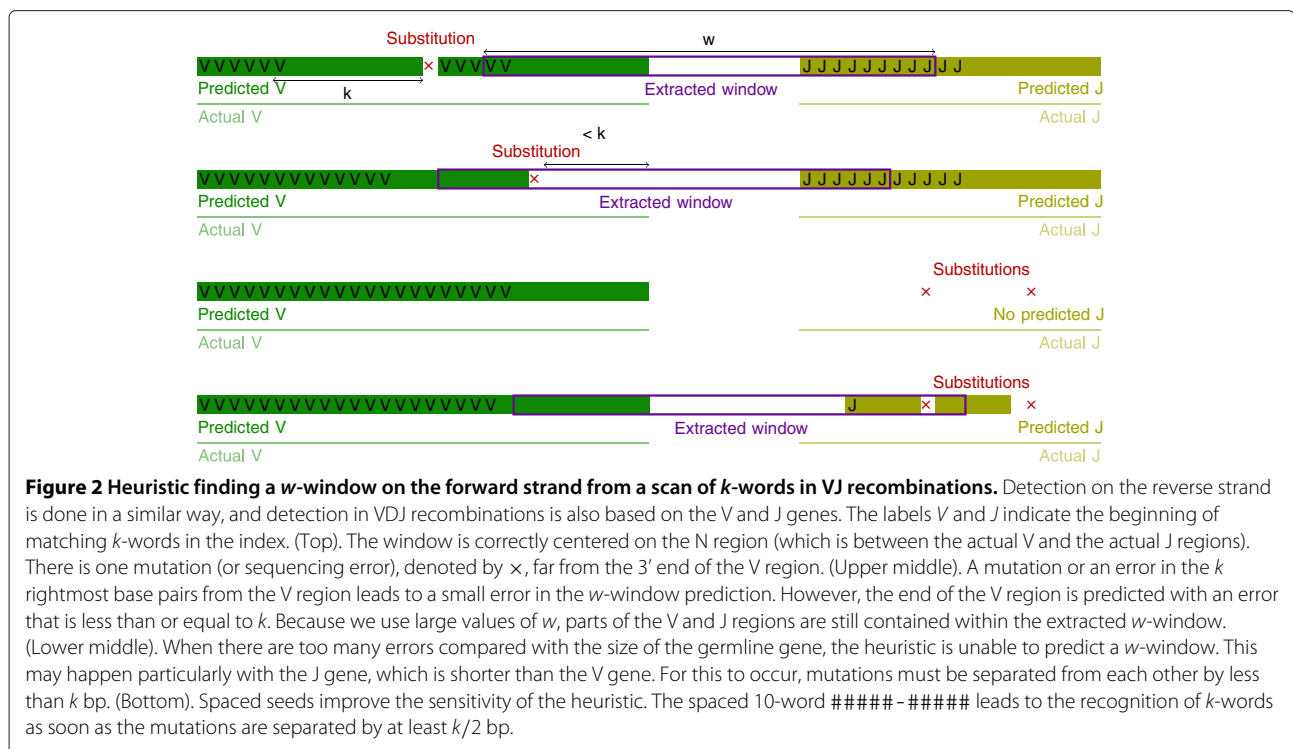 Substitution
w
V V V V V V × V V V V V J J J J J J J J J J J
k
Predicted V Extracted window Predicted J
Actual V Actual J
< k
Substitution
V V V V V V V V V V V V V × J J J J J J J J J J J
Predicted V Extracted window Predicted J
Actual V Actual J
Substitutions
V V V V V V V V V V V V V V V V V V V V V × ×
Predicted V No predicted J
Actual V Actual J
Substitutions
V V V V V V V V V V V V V V V V V V V V J × ×
Predicted V Extracted window Predicted J
Actual V Actual J
Figure 2 Heuristic finding a w-window on the forward strand from a scan of k-words in VJ recombinations. Detection on the reverse strand
is done in a similar way, and detection in VDJ recombinations is also based on the V and J genes. The labels V and J indicate the beginning of
matching k-words in the index. (Top). The window is correctly centered on the N region (which is between the actual V and the actual J regions).
There is one mutation (or sequencing error), denoted by ×, far from the 3' end of the V region. (Upper middle). A mutation or an error in the k
rightmost base pairs from the V region leads to a small error in the w-window prediction. However, the end of the V region is predicted with an error
that is less than or equal to k. Because we use large values of w, parts of the V and J regions are still contained within the extracted w-window.
(Lower middle). When there are too many errors compared with the size of the germline gene, the heuristic is unable to predict a w-window. This
may happen particularly with the J gene, which is shorter than the V gene. For this to occur, mutations must be separated from each other by less
than k bp. (Bottom). Spaced seeds improve the sensitivity of the heuristic. The spaced 10-word #####-##### leads to the recognition of k-words
as soon as the mutations are separated by at least k/2 bp.